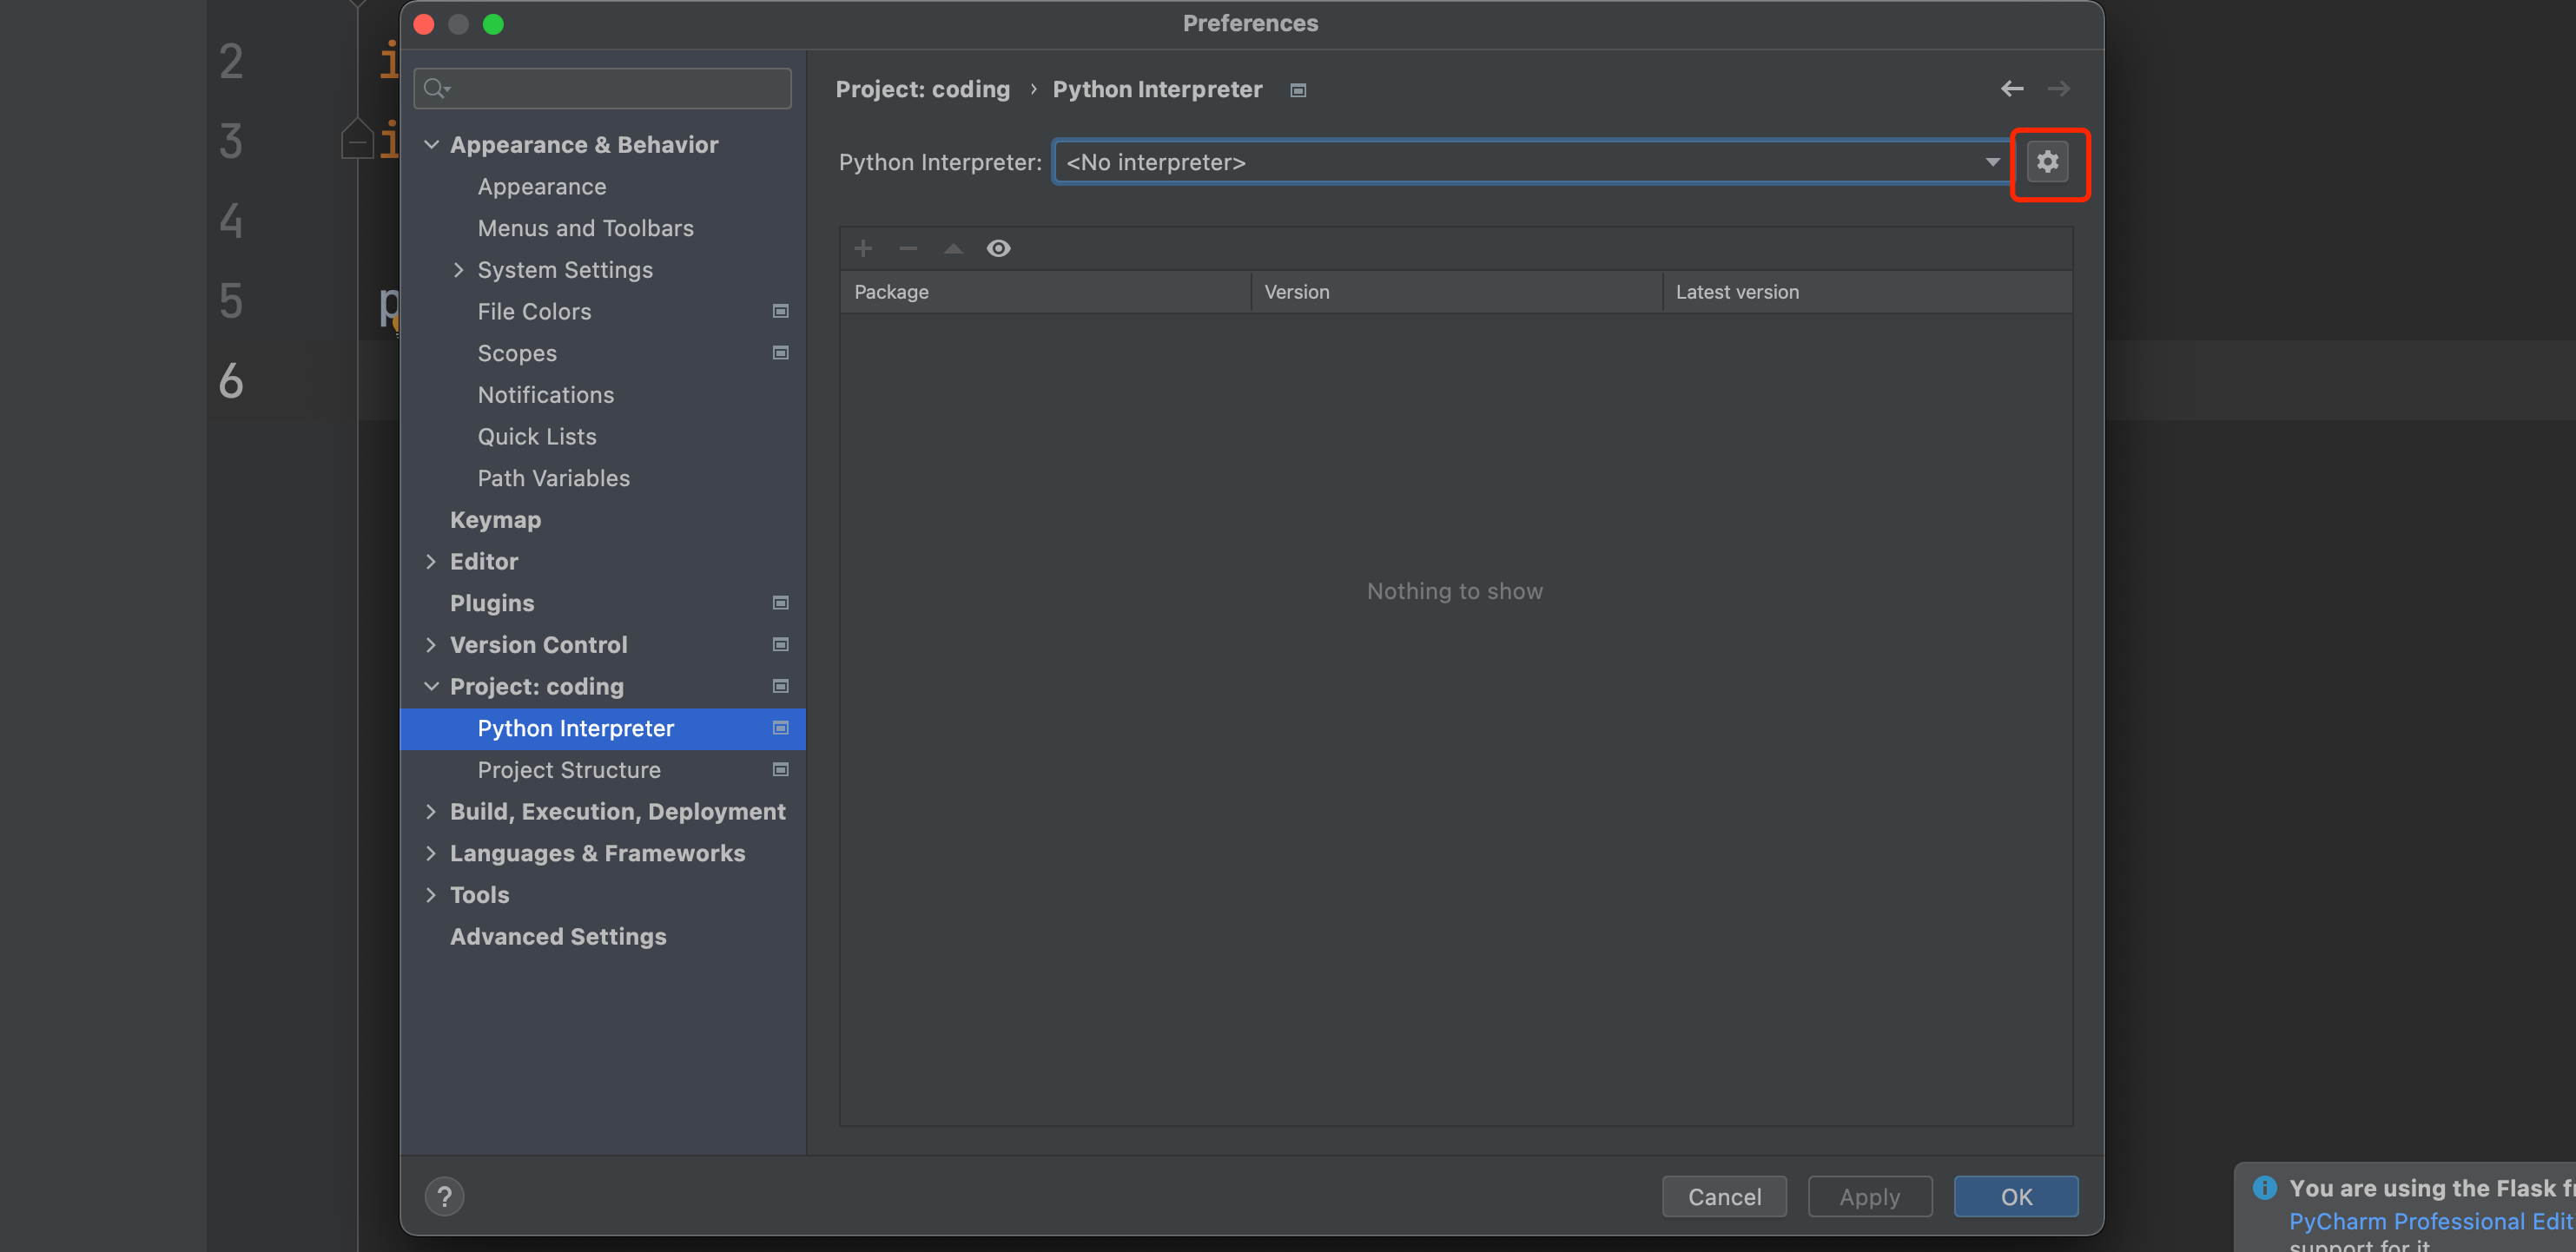 Preferences
2
i
3
i
4
5
p
6
Project: coding › Python Interpreter
Python Interpreter: <No interpreter>
Package Version Latest version
Nothing to show
Appearance & Behavior
Appearance
Menus and Toolbars
System Settings
File Colors
Scopes
Notifications
Quick Lists
Path Variables
Keymap
Editor
Plugins
Version Control
Project: coding
Python Interpreter
Project Structure
Build, Execution, Deployment
Languages & Frameworks
Tools
Advanced Settings
?
Cancel Apply OK
You are using the Flask fr
PyCharm Professional Edit
support for it